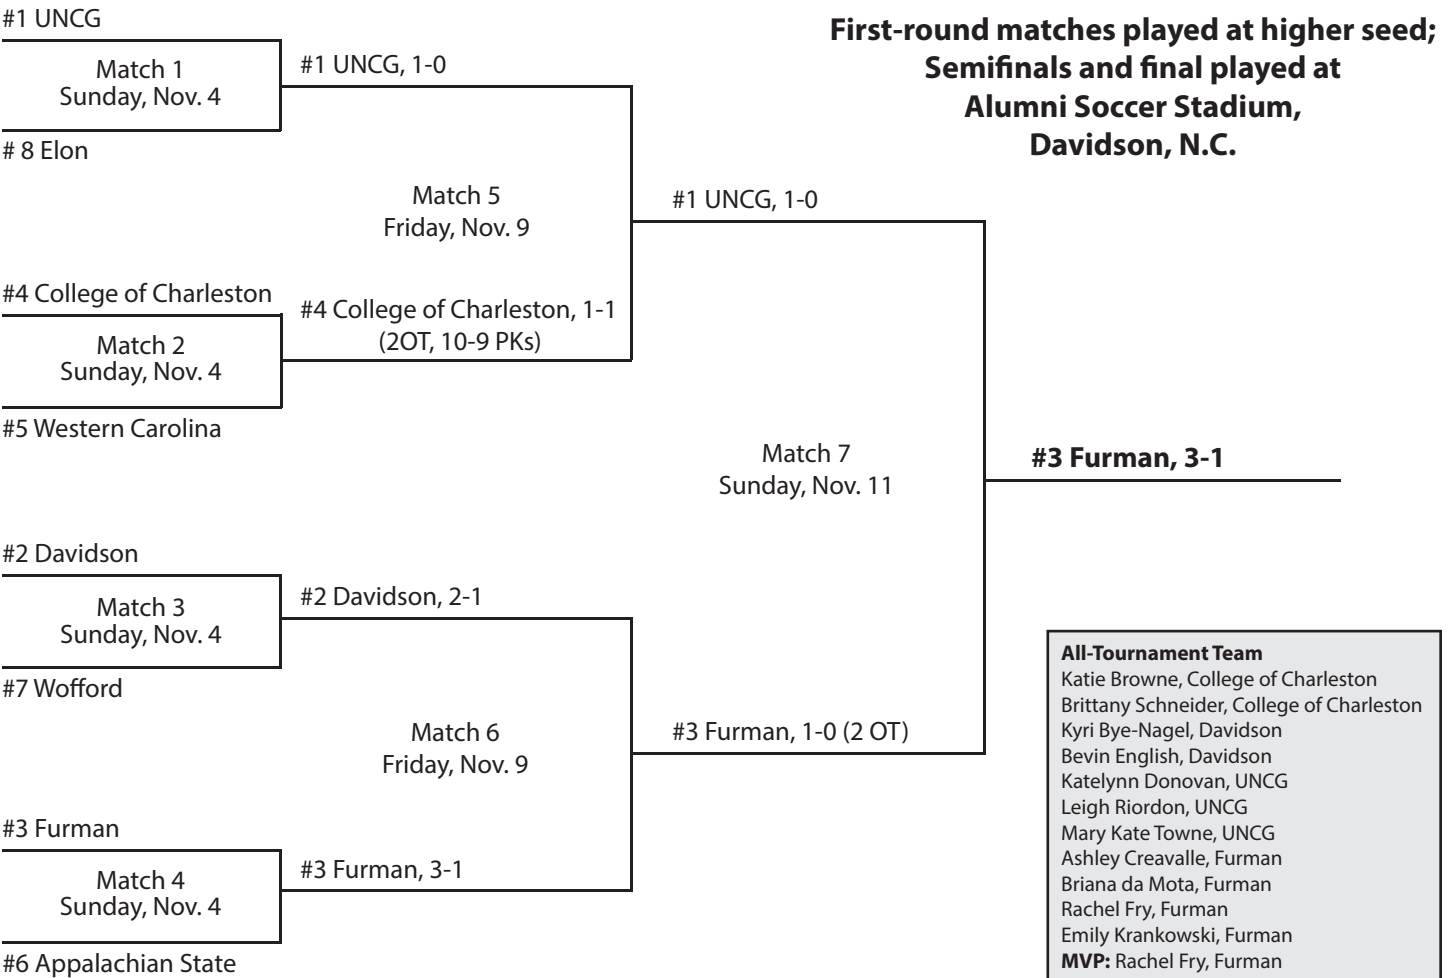 #1 UNCG
Match 1
Sunday, Nov. 4
# 8 Elon
#1 UNCG, 1-0
First-round matches played at higher seed;
Semifinals and final played at
Alumni Soccer Stadium,
Davidson, N.C.
Match 5
Friday, Nov. 9
#1 UNCG, 1-0
#4 College of Charleston
Match 2
Sunday, Nov. 4
#5 Western Carolina
#4 College of Charleston, 1-1
(2OT, 10-9 PKs)
Match 7
Sunday, Nov. 11
#3 Furman, 3-1
#2 Davidson
Match 3
Sunday, Nov. 4
#7 Wofford
#2 Davidson, 2-1
Match 6
Friday, Nov. 9
#3 Furman, 1-0 (2 OT)
#3 Furman
Match 4
Sunday, Nov. 4
#6 Appalachian State
#3 Furman, 3-1
All-Tournament Team
Katie Browne, College of Charleston
Brittany Schneider, College of Charleston
Kyri Bye-Nagel, Davidson
Bevin English, Davidson
Katelynn Donovan, UNCG
Leigh Riordon, UNCG
Mary Kate Towne, UNCG
Ashley Creavalle, Furman
Briana da Mota, Furman
Rachel Fry, Furman
Emily Krankowski, Furman
MVP: Rachel Fry, Furman